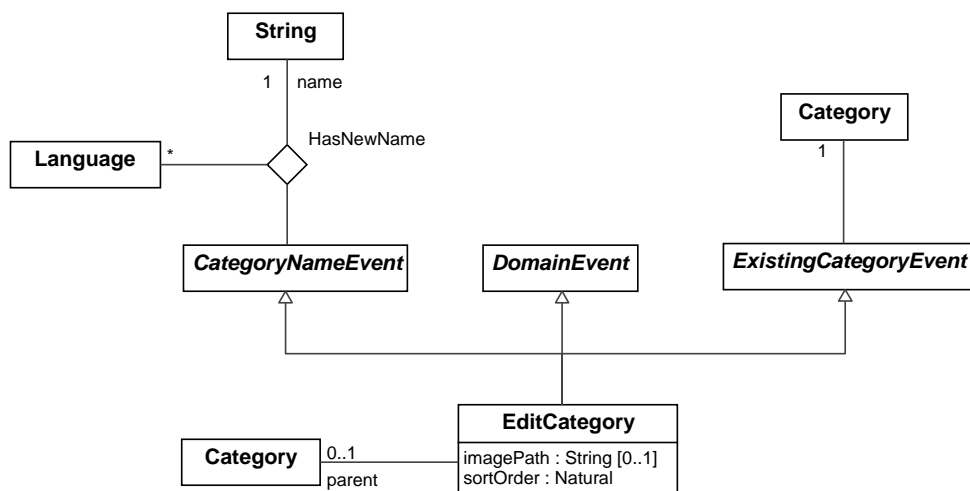 String
1 name
HasNewName
Category
1
Language
*
CategoryNameEvent
DomainEvent
ExistingCategoryEvent
EditCategory
imagePath : String [0..1]
sortOrder : Natural
Category
0..1
parent